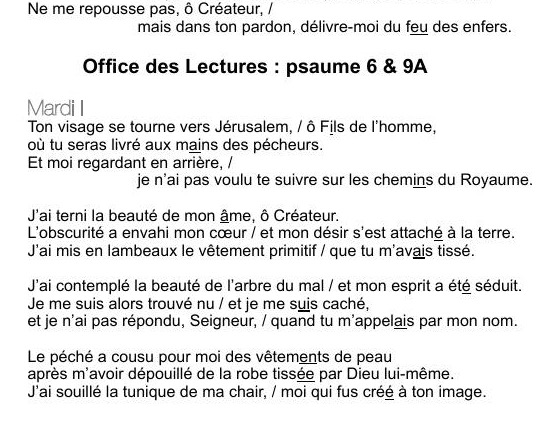 Ne me repousse pas, ô Créateur, /
mais dans ton pardon, délivre-moi du feu des enfers.
Office des Lectures : psaume 6 & 9A
Mardi I
Ton visage se tourne vers Jérusalem, / ô Fils de l'homme,
où tu seras livré aux mains des pécheurs.
Et moi regardant en arrière, /
je n'ai pas voulu te suivre sur les chemins du Royaume.
J'ai terni la beauté de mon âme, ô Créateur.
L'obscurité a envahi mon cœur / et mon désir s'est attaché à la terre.
J'ai mis en lambeaux le vêtement primitif / que tu m'avais tissé.
J'ai contemplé la beauté de l'arbre du mal / et mon esprit a été séduit.
Je me suis alors trouvé nu / et je me suis caché,
et je n'ai pas répondu, Seigneur, / quand tu m'appelais par mon nom.
Le péché a cousu pour moi des vêtements de peau
après m'avoir dépouillé de la robe tissée par Dieu lui-même.
J'ai souillé la tunique de ma chair, / moi qui fus créé à ton image.